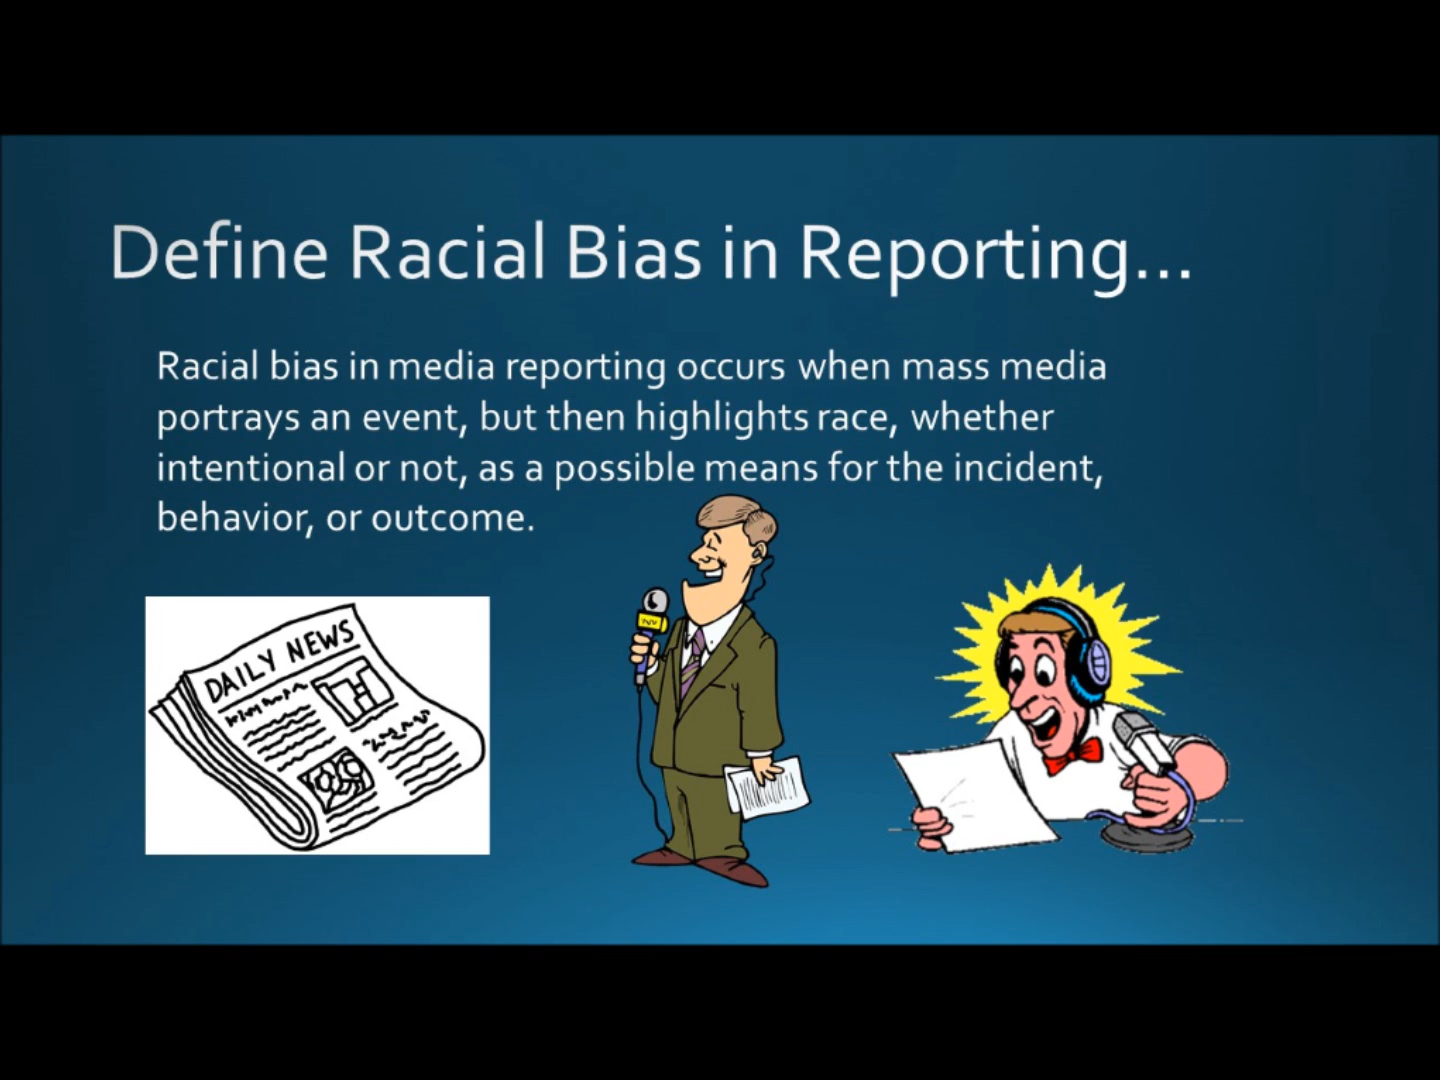 Define Racial Bias in Reporting...
Racial bias in media reporting occurs when mass media
portrays an event, but then highlights race, whether
intentional or not, as a possible means for the incident,
behavior, or outcome.
DAILY NEWS